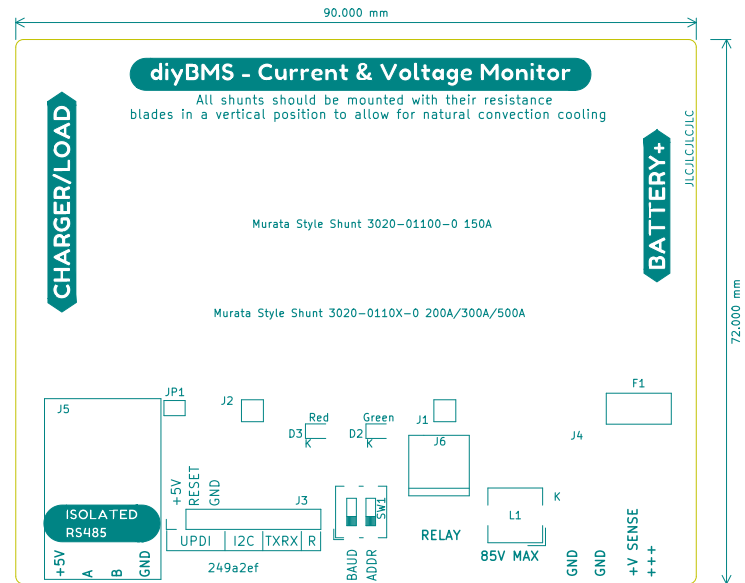 90.000 mm
diyBMS - Current & Voltage Monitor
All shunts should be mounted with their resistance
blades in a vertical position to allow for natural convection cooling
CHARGER/LOAD
JLCJLCJLCJLC
BATTERY+
Murata Style Shunt 3020-01100-0 150A
72.000 mm
Murata Style Shunt 3020-0110X-0 200A/300A/500A
F1
JP1
J2
J5
Red
Green
J1
D3
D2
J4
K
K
J6
+5V
RESET
GND
J3
SW1
K
ISOLATED
RS485
L1
UPDI
I2C
TXRX
R
RELAY
85V MAX
249a2ef
+5V
A
B
GND
BAUD
ADDR
GND
GND
+V SENSE
+++